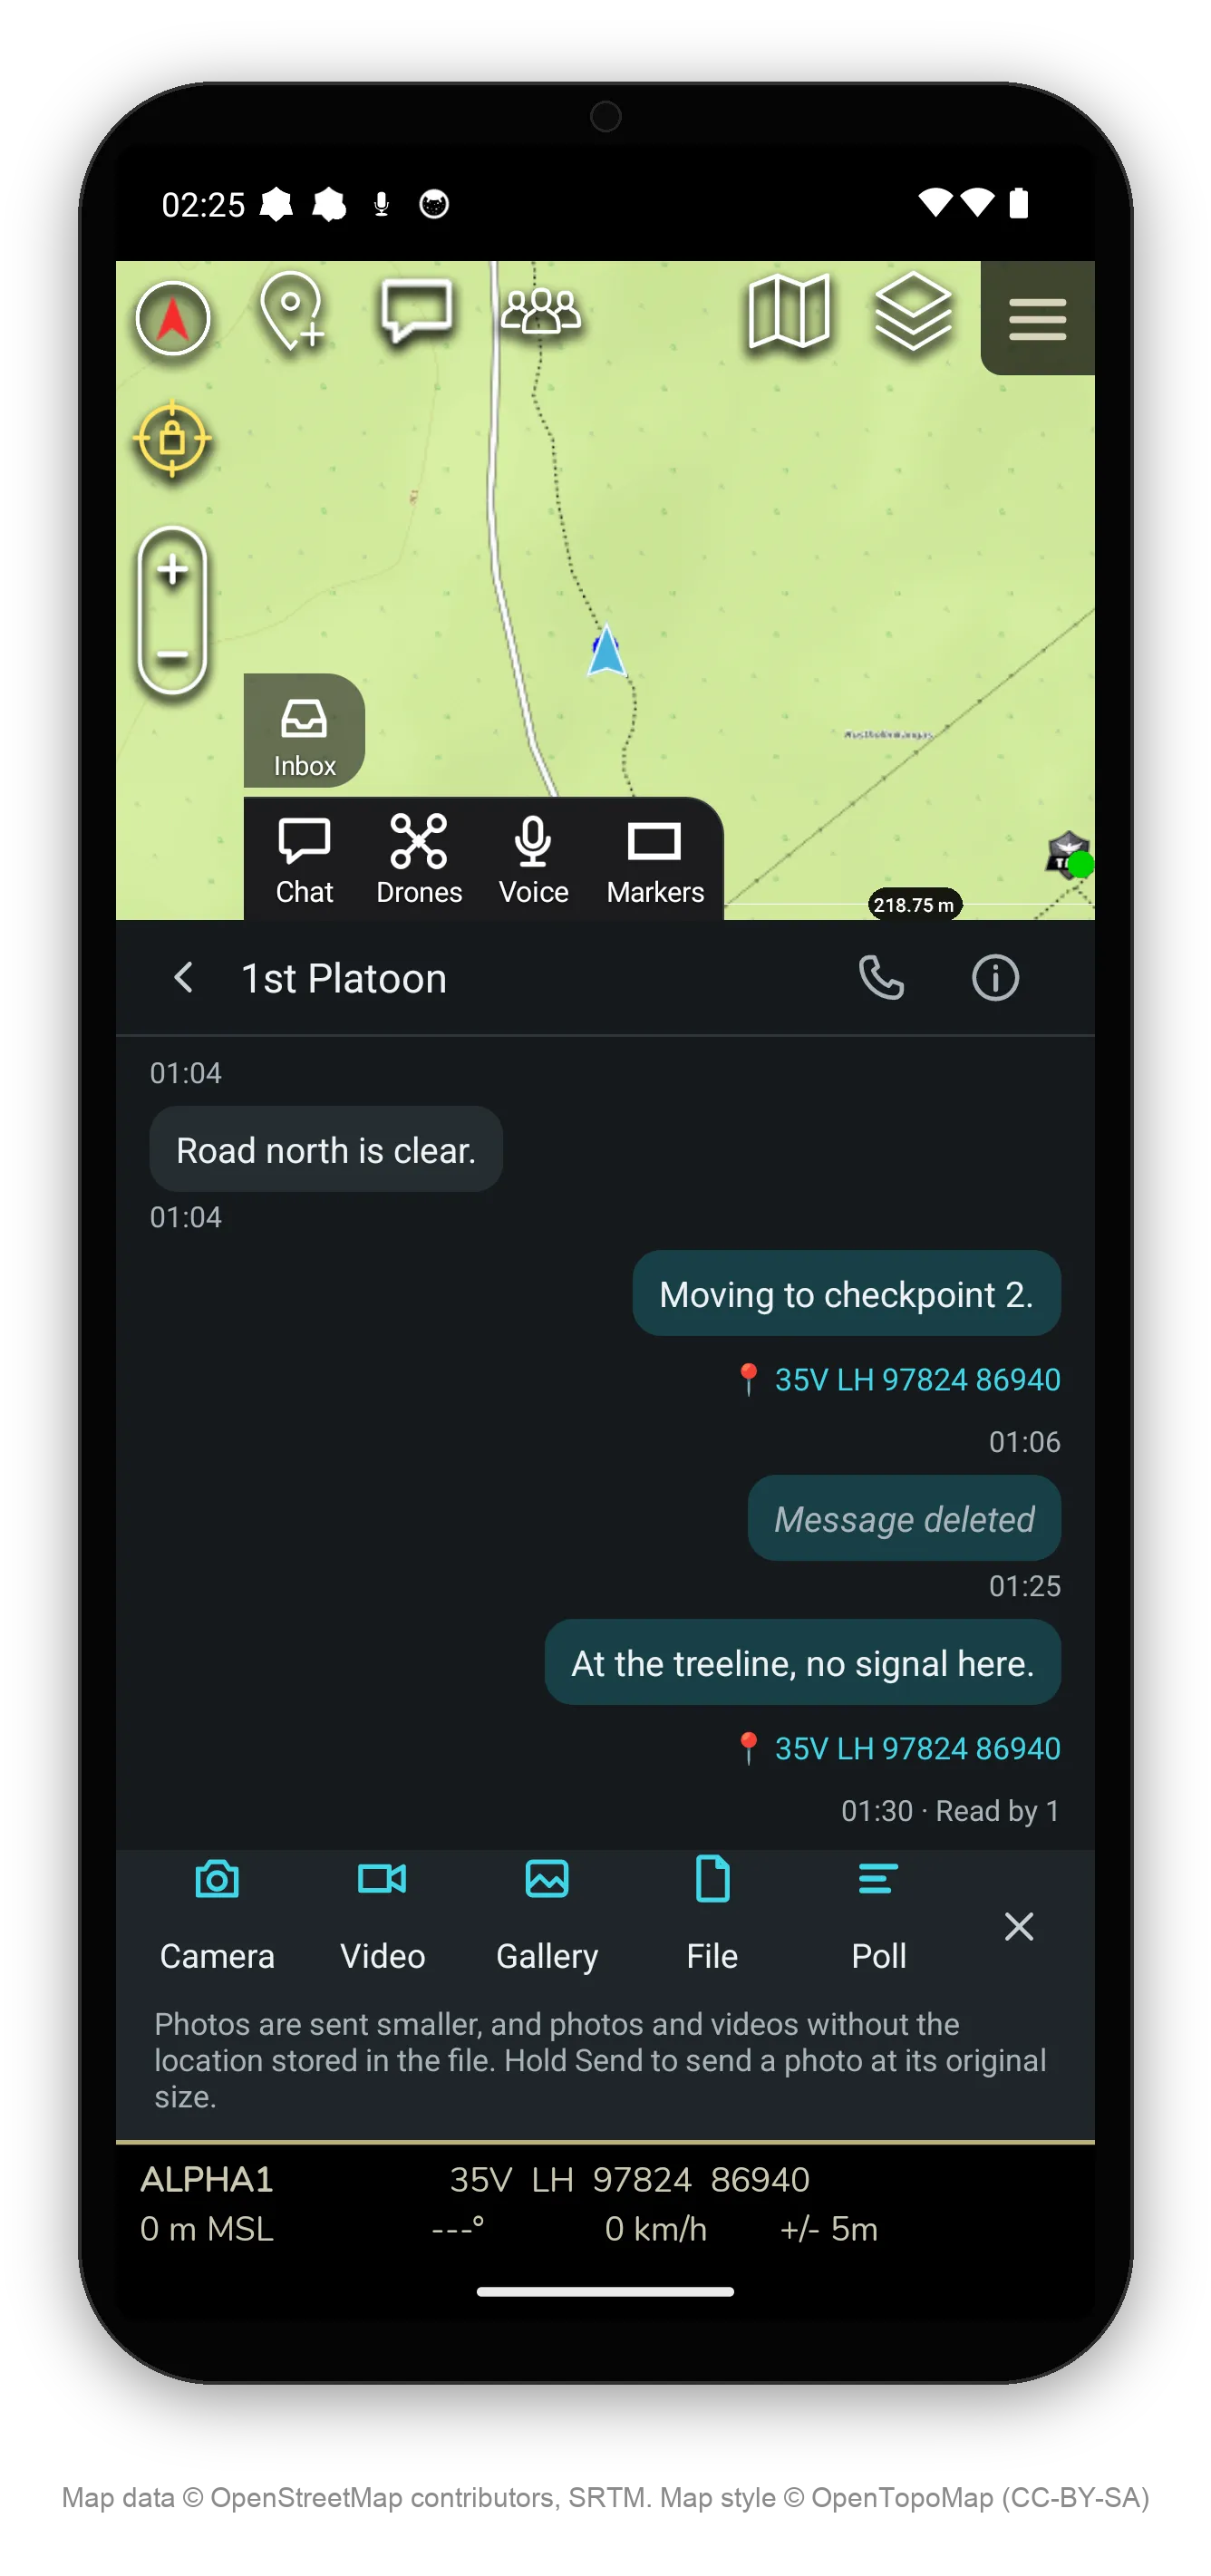 02:25
Inbox
Chat
Drones
Voice
Markers
218.75 m
1st Platoon
01:04
Road north is clear.
01:04
Moving to checkpoint 2.
35V LH 97824 86940
01:06
Message deleted
01:25
At the treeline, no signal here.
35V LH 97824 86940
01:30 · Read by 1
Camera
Video
Gallery
File
Poll
Photos are sent smaller, and photos and videos without the
location stored in the file. Hold Send to send a photo at its original
size.
ALPHA1
35V LH 97824 86940
0 m MSL
---°
0 km/h
+/- 5m
Map data © OpenStreetMap contributors, SRTM. Map style © OpenTopoMap (CC-BY-SA)